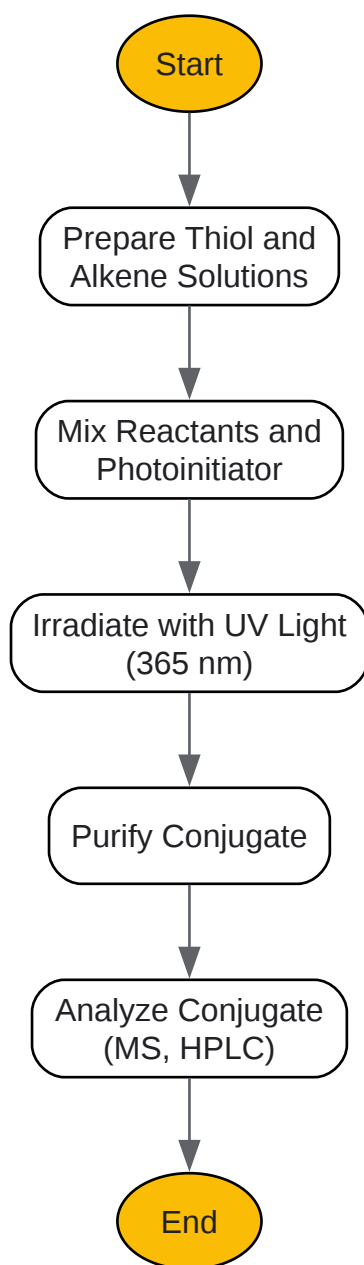 Start
Prepare Thiol and
Alkene Solutions
Mix Reactants and
Photoinitiator
Irradiate with UV Light
(365 nm)
Purify Conjugate
Analyze Conjugate
(MS, HPLC)
End